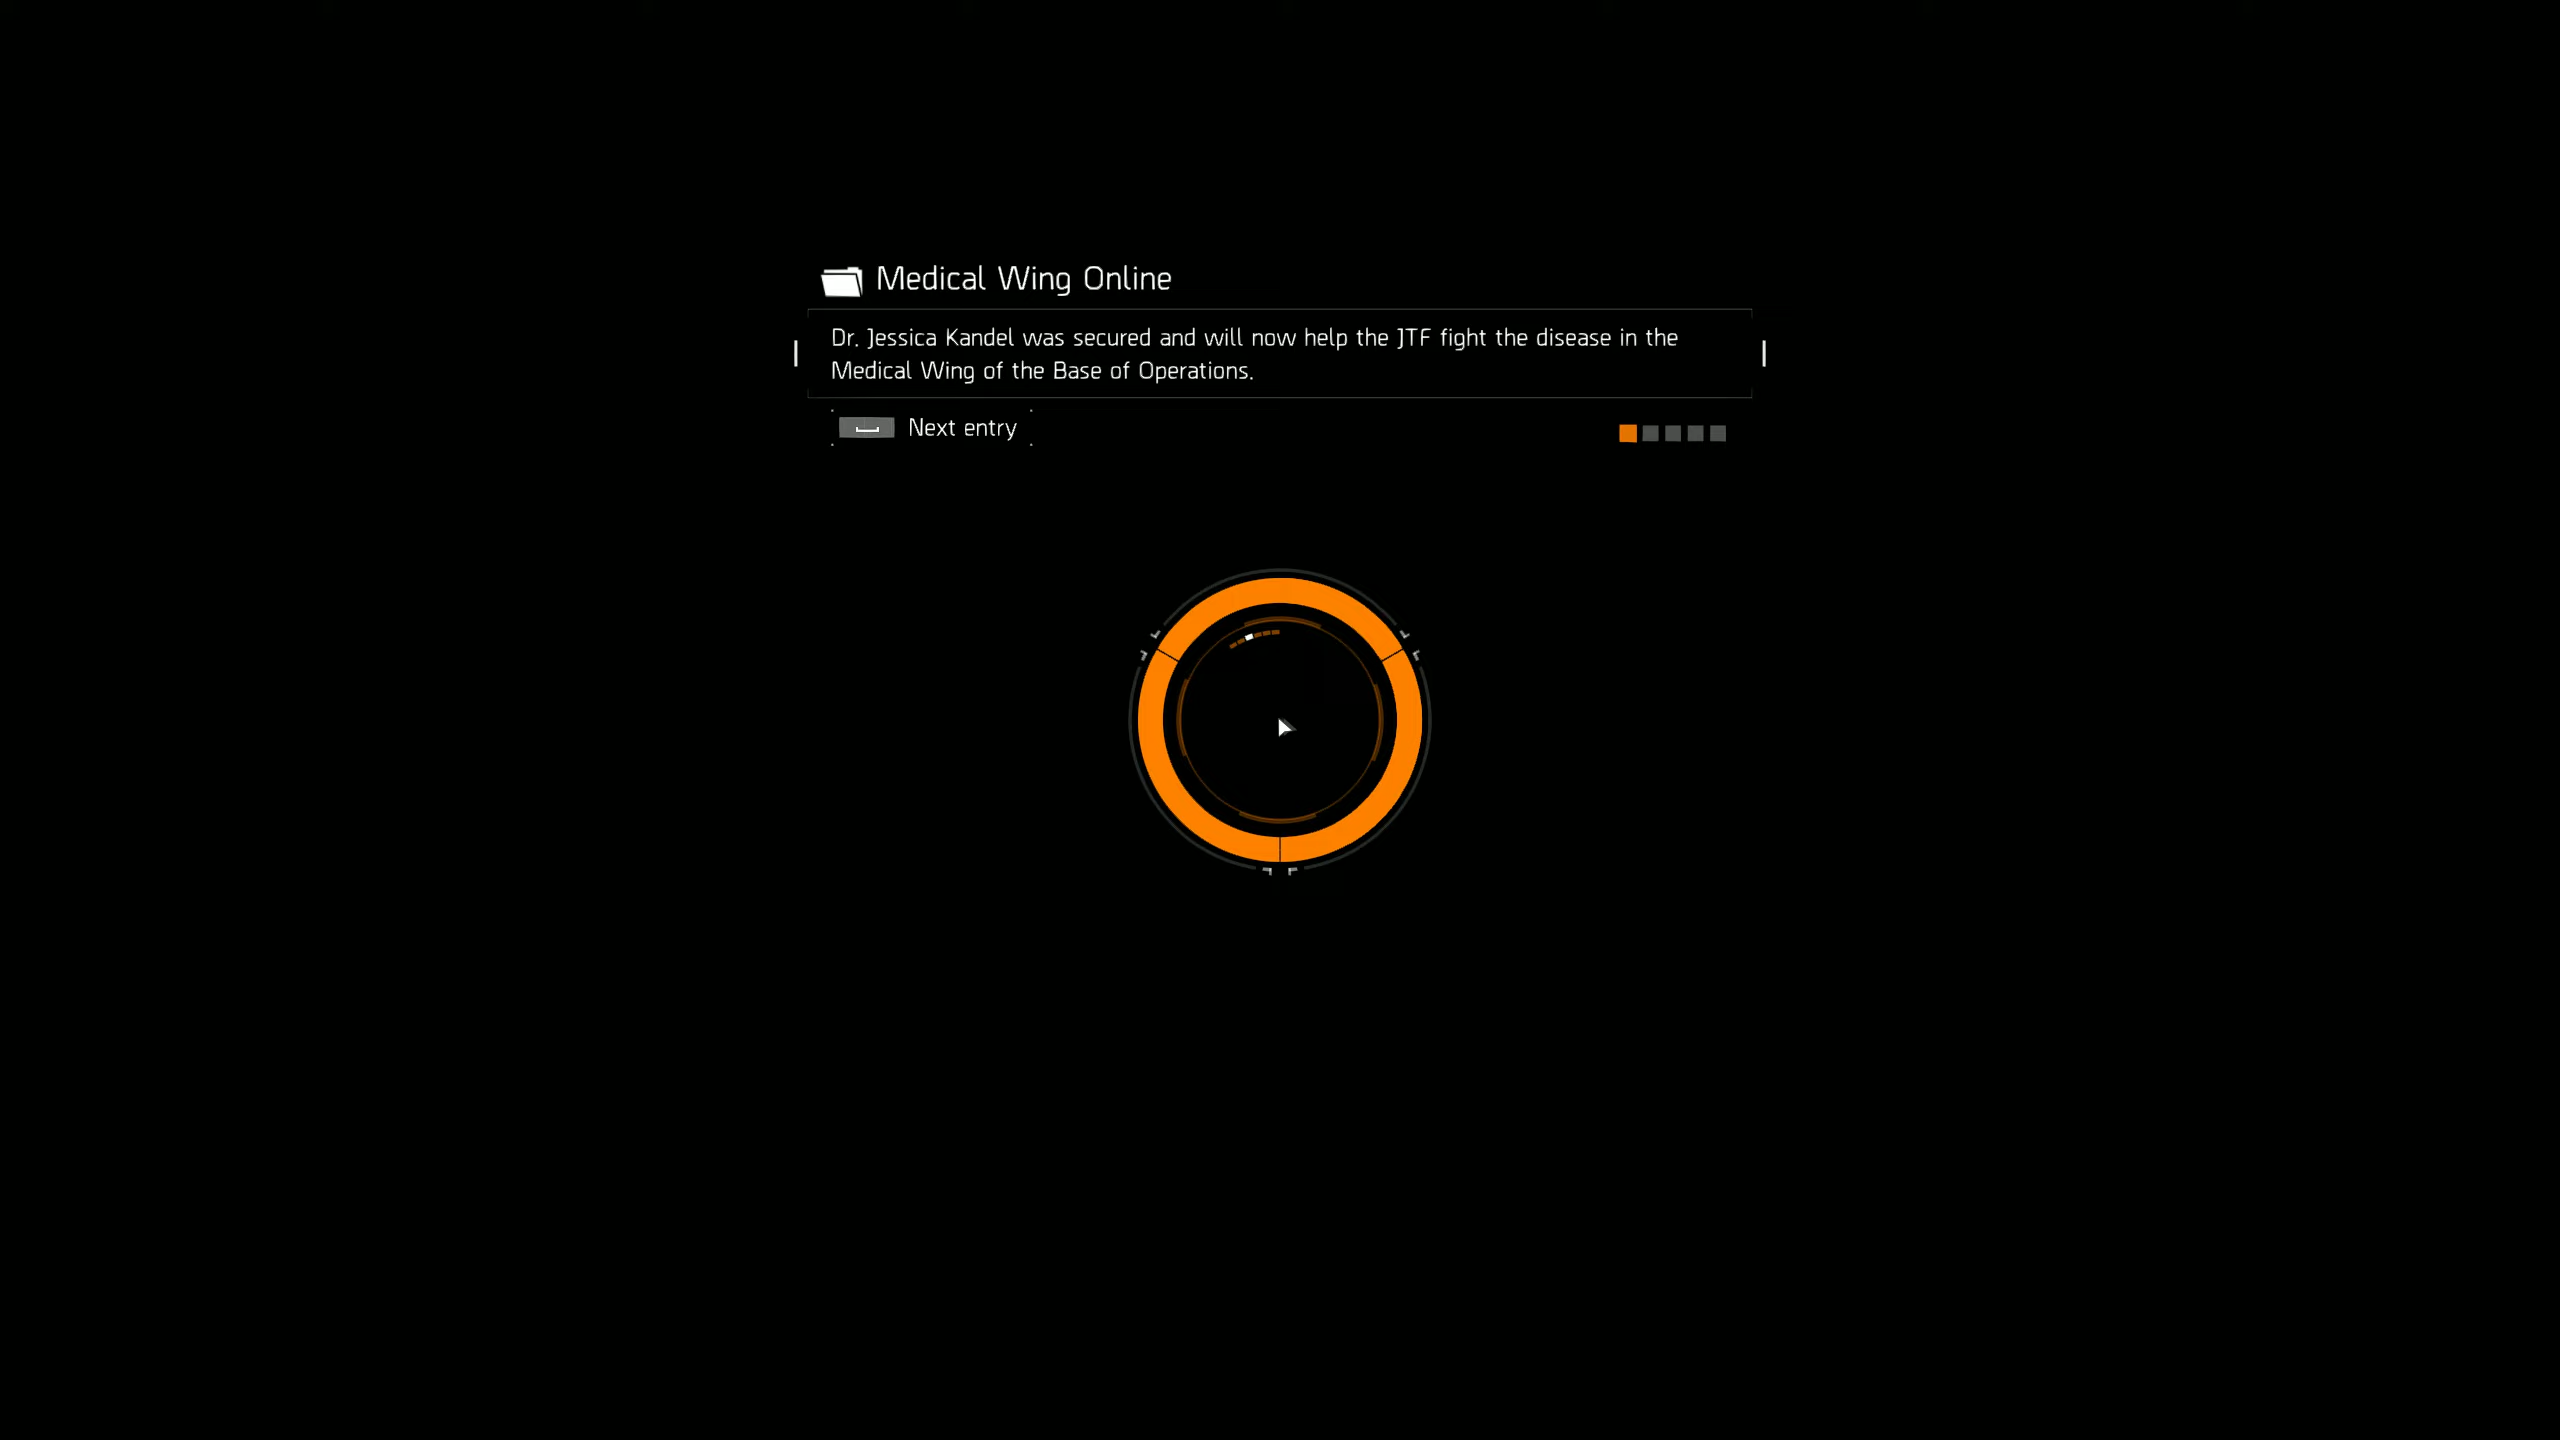 Medical Wing Online
Dr. Jessica Kandel was secured and will now help the JTF fight the disease in the
Medical Wing of the Base of Operations.
Next entry